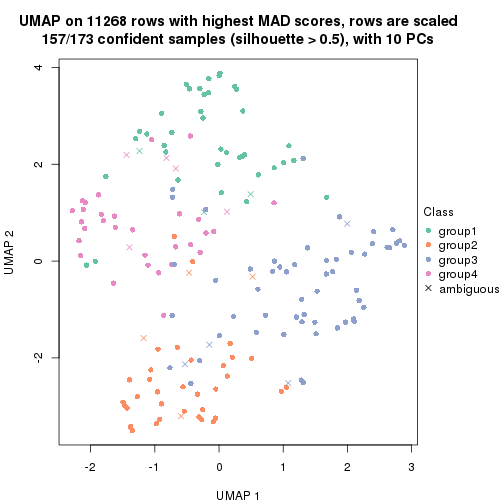 UMAP on 11268 rows with highest MAD scores, rows are scaled
157/173 confident samples (silhouette > 0.5), with 10 PCs
4
2
0
-2
UMAP 2
-2 -1 0 1 2 3
UMAP 1
Class
group1
group2
group3
group4
ambiguous